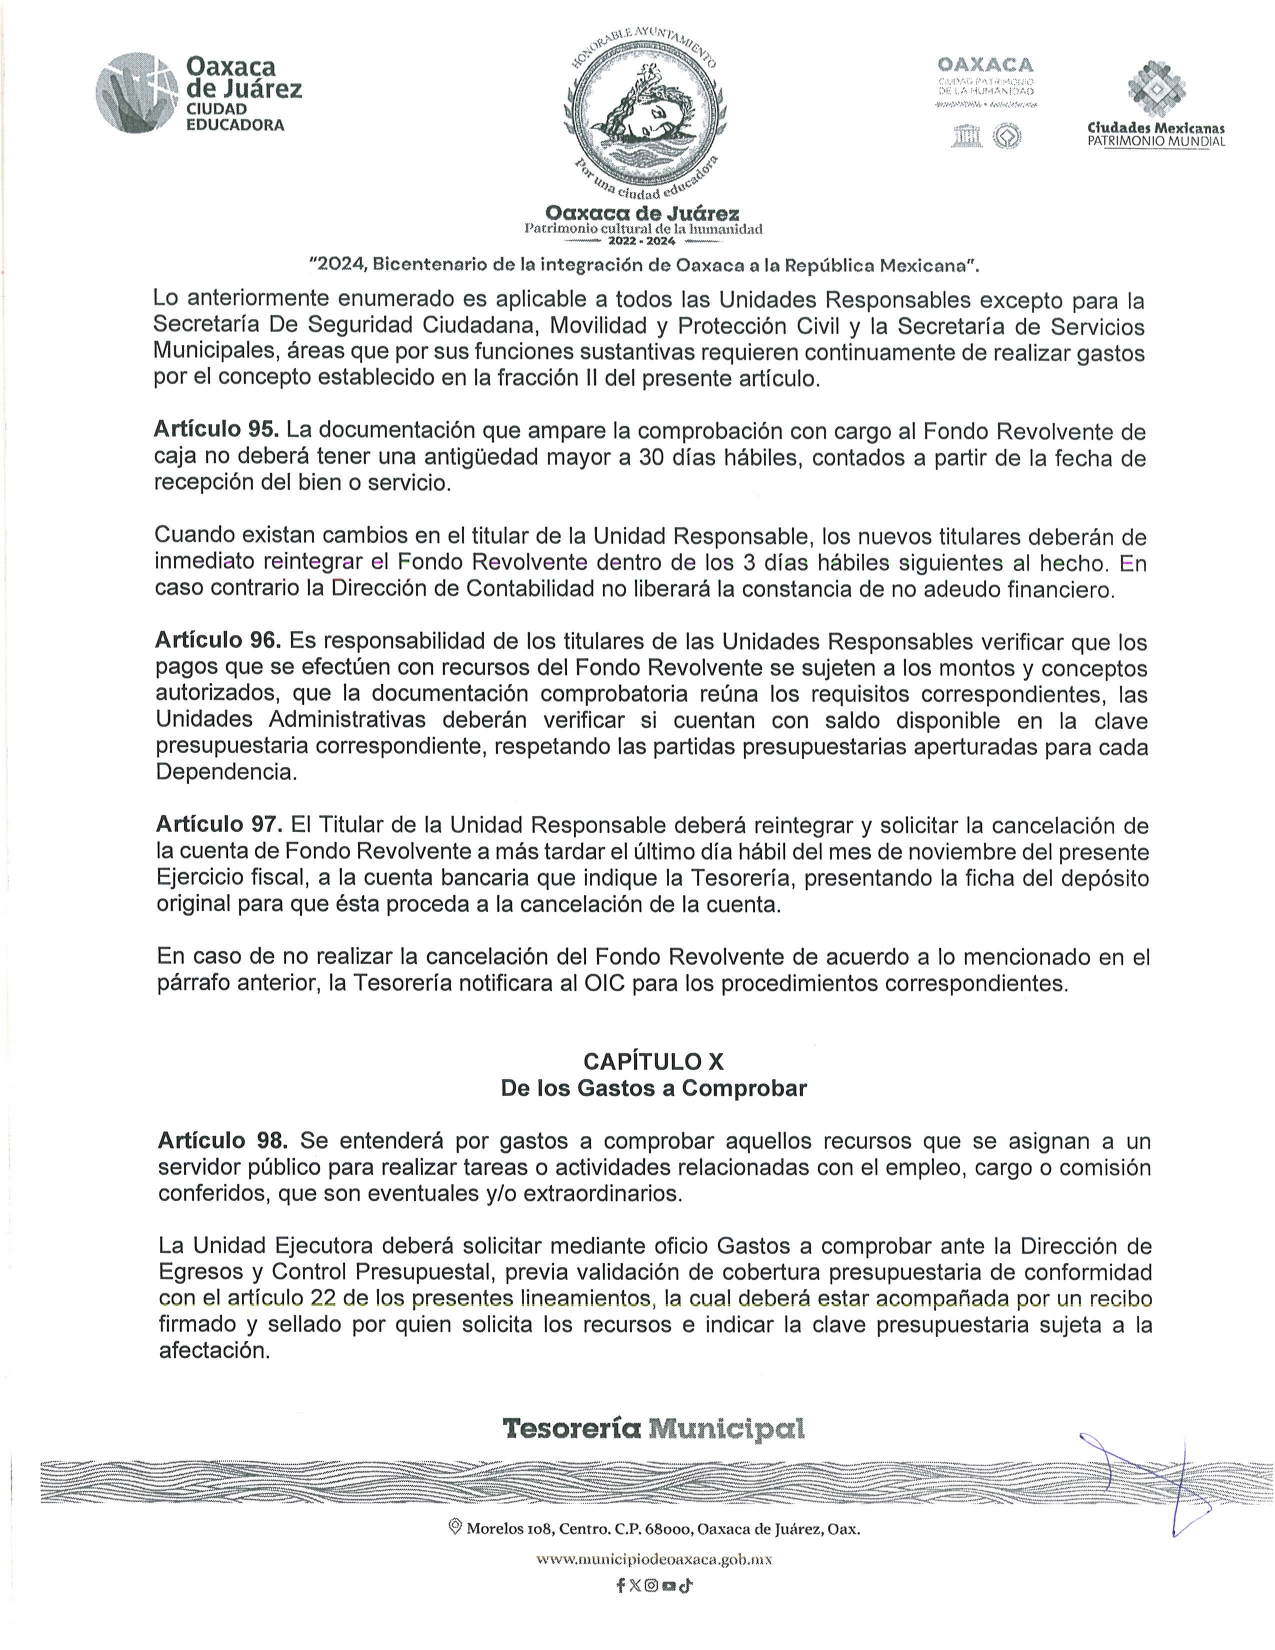 Oaxaca
de Juárez
CIUDAD
EDUCADORA
HONORABLE AYUNTAMIENTO
Por una ciudad educadora
Oaxaca de Juárez
Patrimonio cultural de la humanidad
2022 - 2024
OAXACA
CIUDAD PATRIMONIO
DE LA HUMANIDAD
Ciudades Mexicanas
PATRIMONIO MUNDIAL
"2024, Bicentenario de la integración de Oaxaca a la República Mexicana".
Lo anteriormente enumerado es aplicable a todos las Unidades Responsables excepto para la
Secretaría De Seguridad Ciudadana, Movilidad y Protección Civil y la Secretaría de Servicios
Municipales, áreas que por sus funciones sustantivas requieren continuamente de realizar gastos
por el concepto establecido en la fracción II del presente artículo.
Artículo 95. La documentación que ampare la comprobación con cargo al Fondo Revolvente de
caja no deberá tener una antigüedad mayor a 30 días hábiles, contados a partir de la fecha de
recepción del bien o servicio.
Cuando existan cambios en el titular de la Unidad Responsable, los nuevos titulares deberán de
inmediato reintegrar el Fondo Revolvente dentro de los 3 días hábiles siguientes al hecho. En
caso contrario la Dirección de Contabilidad no liberará la constancia de no adeudo financiero.
Artículo 96. Es responsabilidad de los titulares de las Unidades Responsables verificar que los
pagos que se efectúen con recursos del Fondo Revolvente se sujeten a los montos y conceptos
autorizados, que la documentación comprobatoria reúna los requisitos correspondientes, las
Unidades Administrativas deberán verificar si cuentan con saldo disponible en la clave
presupuestaria correspondiente, respetando las partidas presupuestarias aperturadas para cada
Dependencia.
Artículo 97. El Titular de la Unidad Responsable deberá reintegrar y solicitar la cancelación de
la cuenta de Fondo Revolvente a más tardar el último día hábil del mes de noviembre del presente
Ejercicio fiscal, a la cuenta bancaria que indique la Tesorería, presentando la ficha del depósito
original para que ésta proceda a la cancelación de la cuenta.
En caso de no realizar la cancelación del Fondo Revolvente de acuerdo a lo mencionado en el
párrafo anterior, la Tesorería notificara al OIC para los procedimientos correspondientes.
CAPÍTULO X
De los Gastos a Comprobar
Artículo 98. Se entenderá por gastos a comprobar aquellos recursos que se asignan a un
servidor público para realizar tareas o actividades relacionadas con el empleo, cargo o comisión
conferidos, que son eventuales y/o extraordinarios.
La Unidad Ejecutora deberá solicitar mediante oficio Gastos a comprobar ante la Dirección de
Egresos y Control Presupuestal, previa validación de cobertura presupuestaria de conformidad
con el artículo 22 de los presentes lineamientos, la cual deberá estar acompañada por un recibo
firmado y sellado por quien solicita los recursos e indicar la clave presupuestaria sujeta a la
afectación.
Tesorería Municipal
Morelos 108, Centro. C.P. 68000, Oaxaca de Juárez, Oax.
www.municipiodeoaxaca.gob.mx